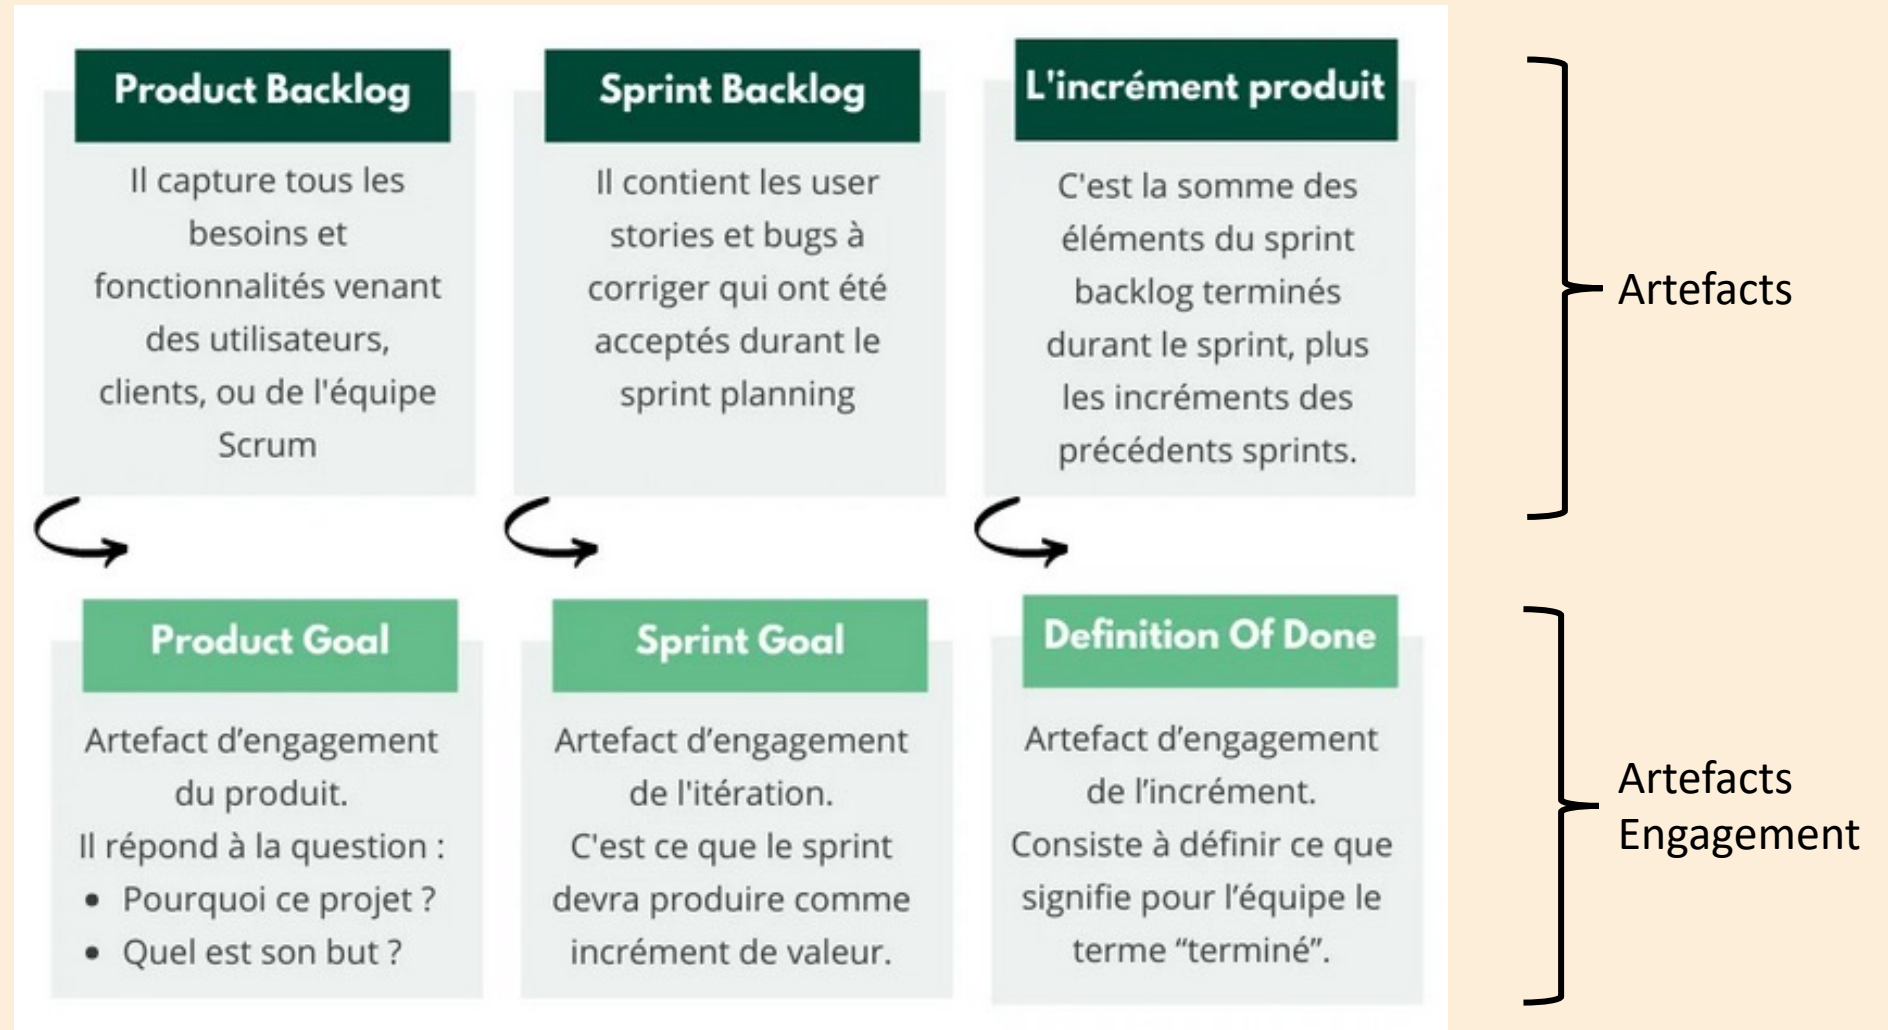 Product Backlog
Il capture tous les
besoins et
fonctionnalités venant
des utilisateurs,
clients, ou de l'équipe
Scrum
Sprint Backlog
Il contient les user
stories et bugs à
corriger qui ont été
acceptés durant le
sprint planning
L'incrément produit
C'est la somme des
éléments du sprint
backlog terminés
durant le sprint, plus
les incréments des
précédents sprints.
Artefacts
Product Goal
Artefact d’engagement
du produit.
Il répond à la question :
• Pourquoi ce projet ?
• Quel est son but ?
Sprint Goal
Artefact d’engagement
de l'itération.
C'est ce que le sprint
devra produire comme
incrément de valeur.
Definition Of Done
Artefact d’engagement
de l’incrément.
Consiste à définir ce que
signifie pour l’équipe le
terme “terminé”.
Artefacts
Engagement